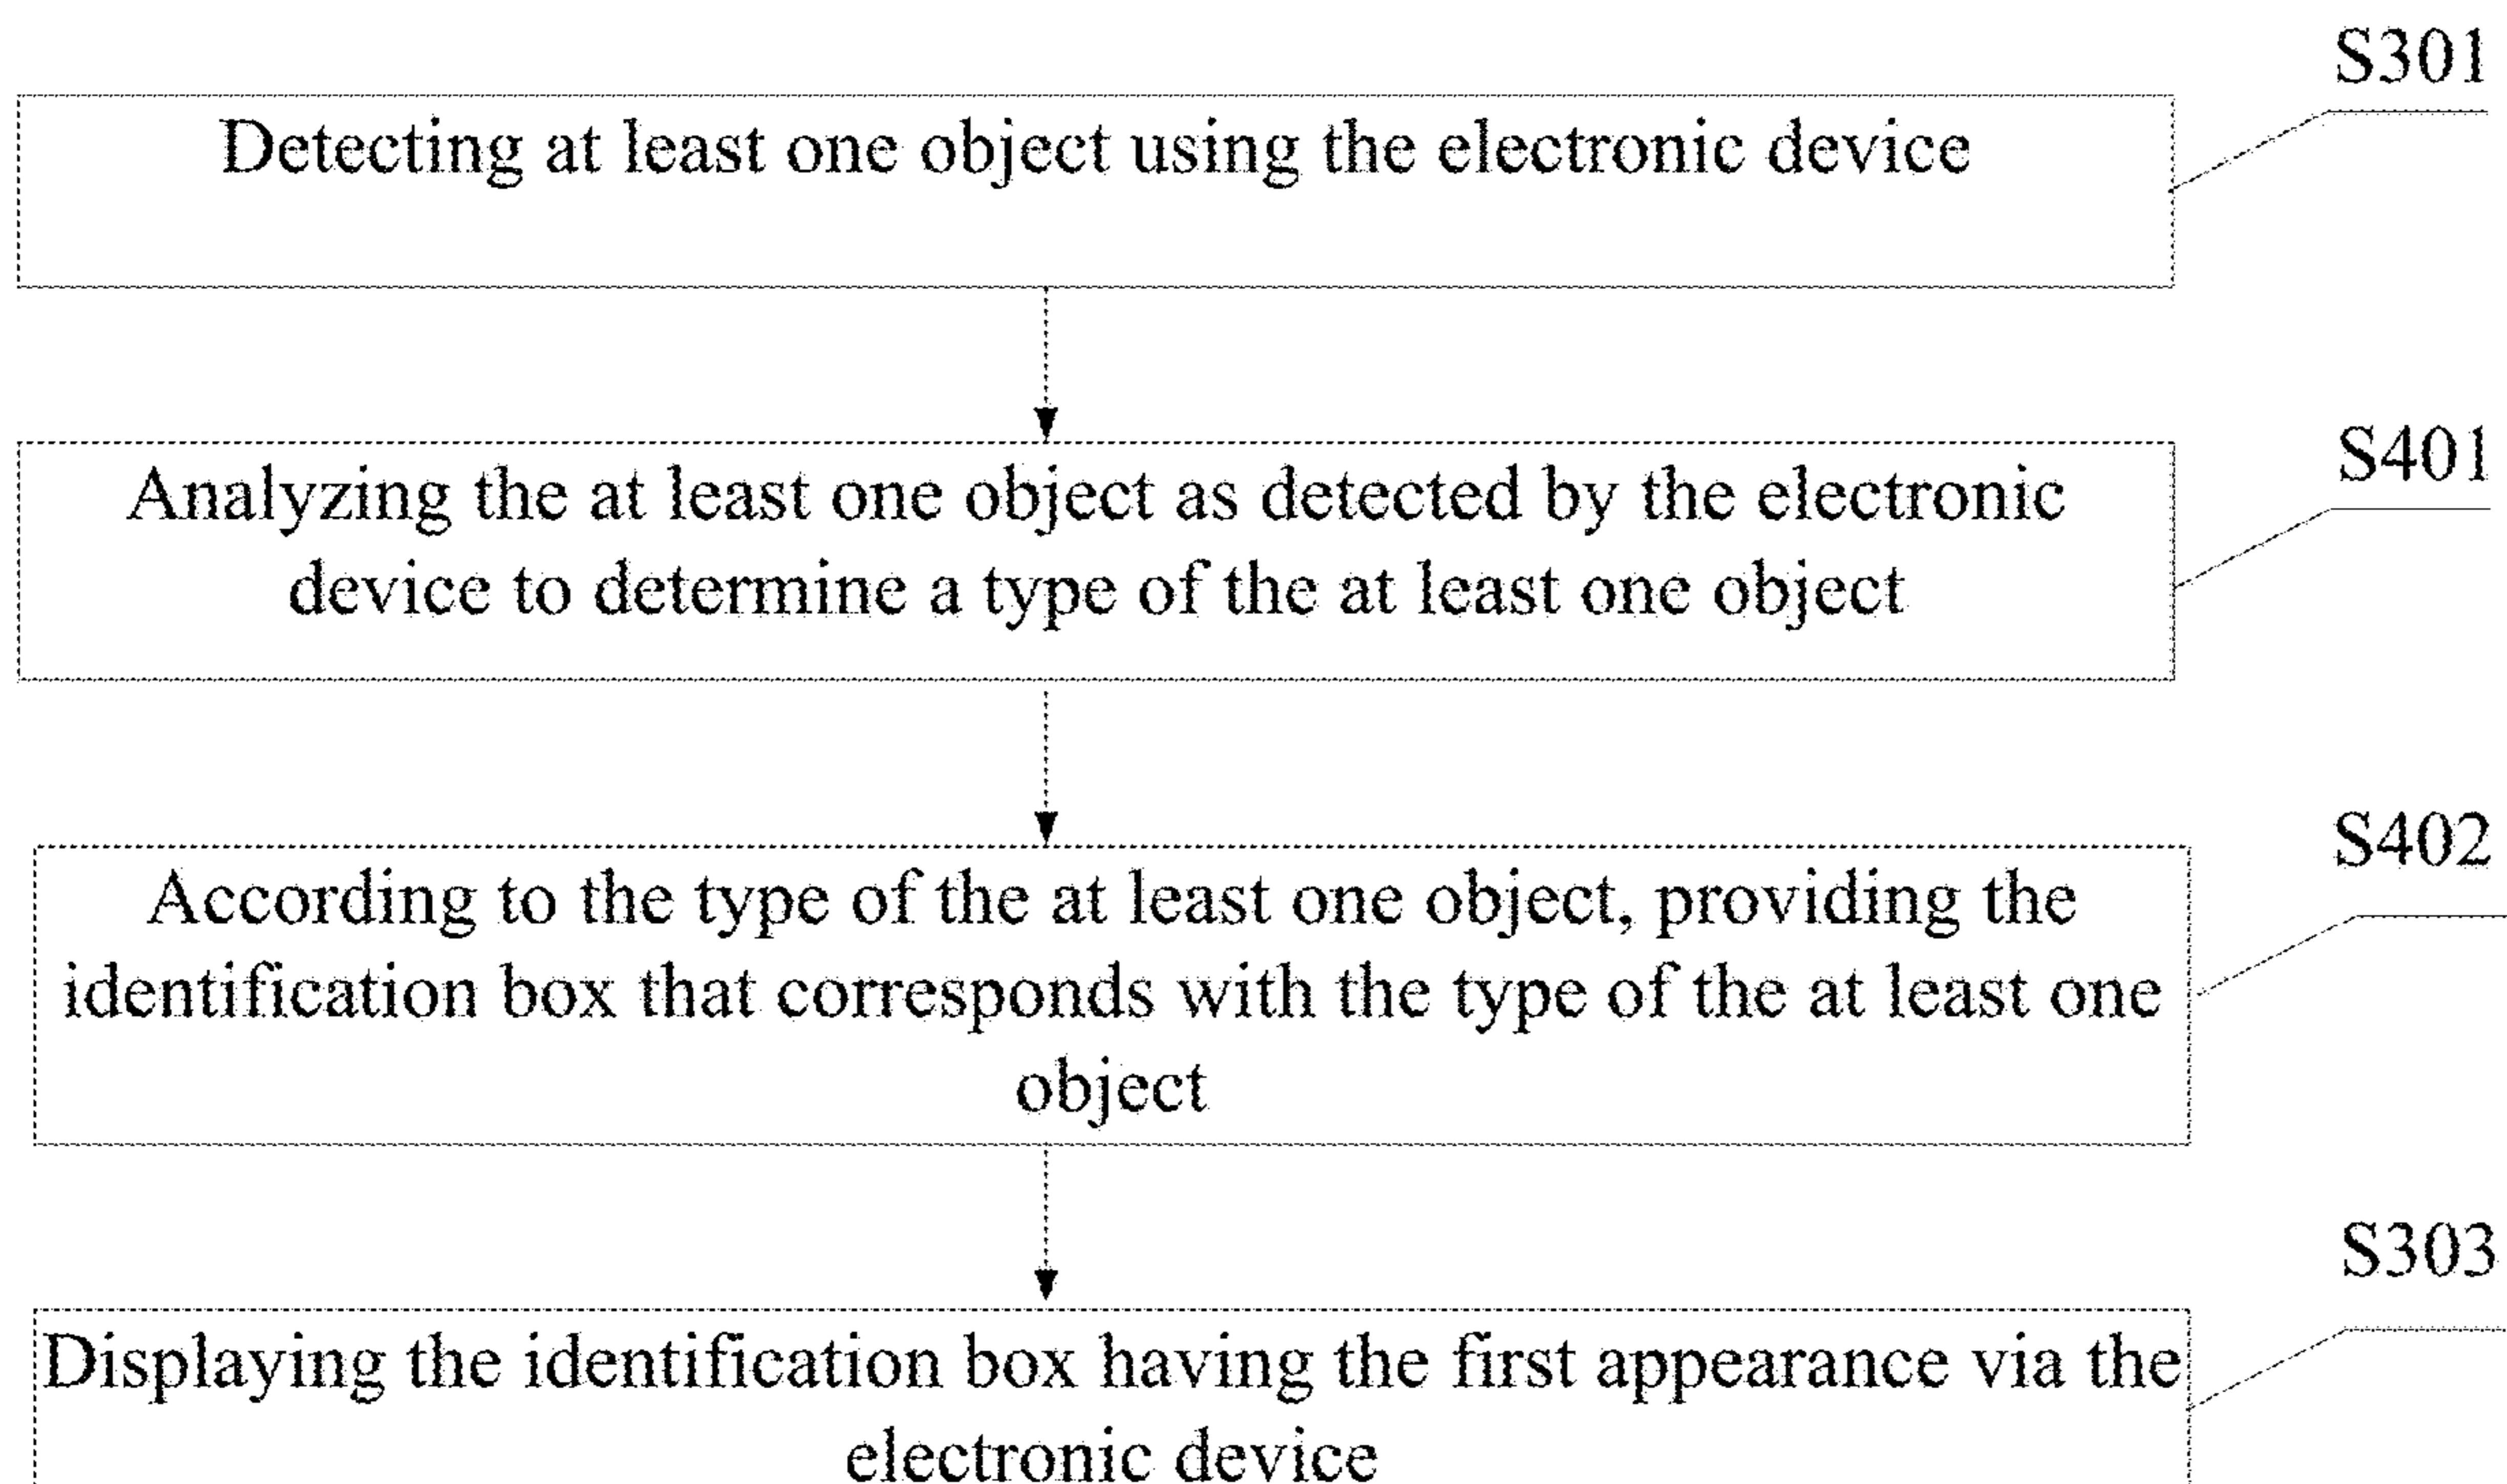 S301
Detecting at least one object using the electronic device
S401
Analyzing the at least one object as detected by the electronic
device to determine a type of the at least one object
S402
According to the type of the at least one object, providing the
identification box that corresponds with the type of the at least one
object
S303
Displaying the identification box having the first appearance via the
electronic device